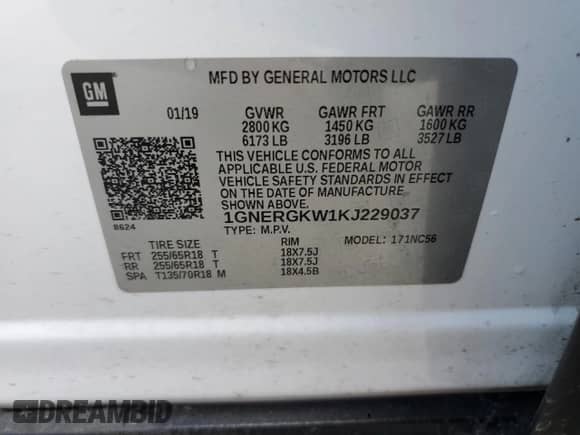 GM
MFD BY GENERAL MOTORS LLC
01/19 GVWR GAWR FRT GAWR RR
2800 KG 1450 KG 1600 KG
6173 LB 3196 LB 3527 LB
THIS VEHICLE CONFORMS TO ALL
APPLICABLE U.S. FEDERAL MOTOR
VEHICLE SAFETY STANDARDS IN EFFECT
ON THE DATE OF MANUFACTURE
SHOWN ABOVE.
8624
1GNERGKW1KJ229037
TYPE: M.P.V. MODEL: 171NC56
TIRE SIZE RIM
FRT 255/65R18 T 18X7.5J
RR 255/65R18 T 18X7.5J
SPA T135/70R18 M 18X4.5B
DREAMBID